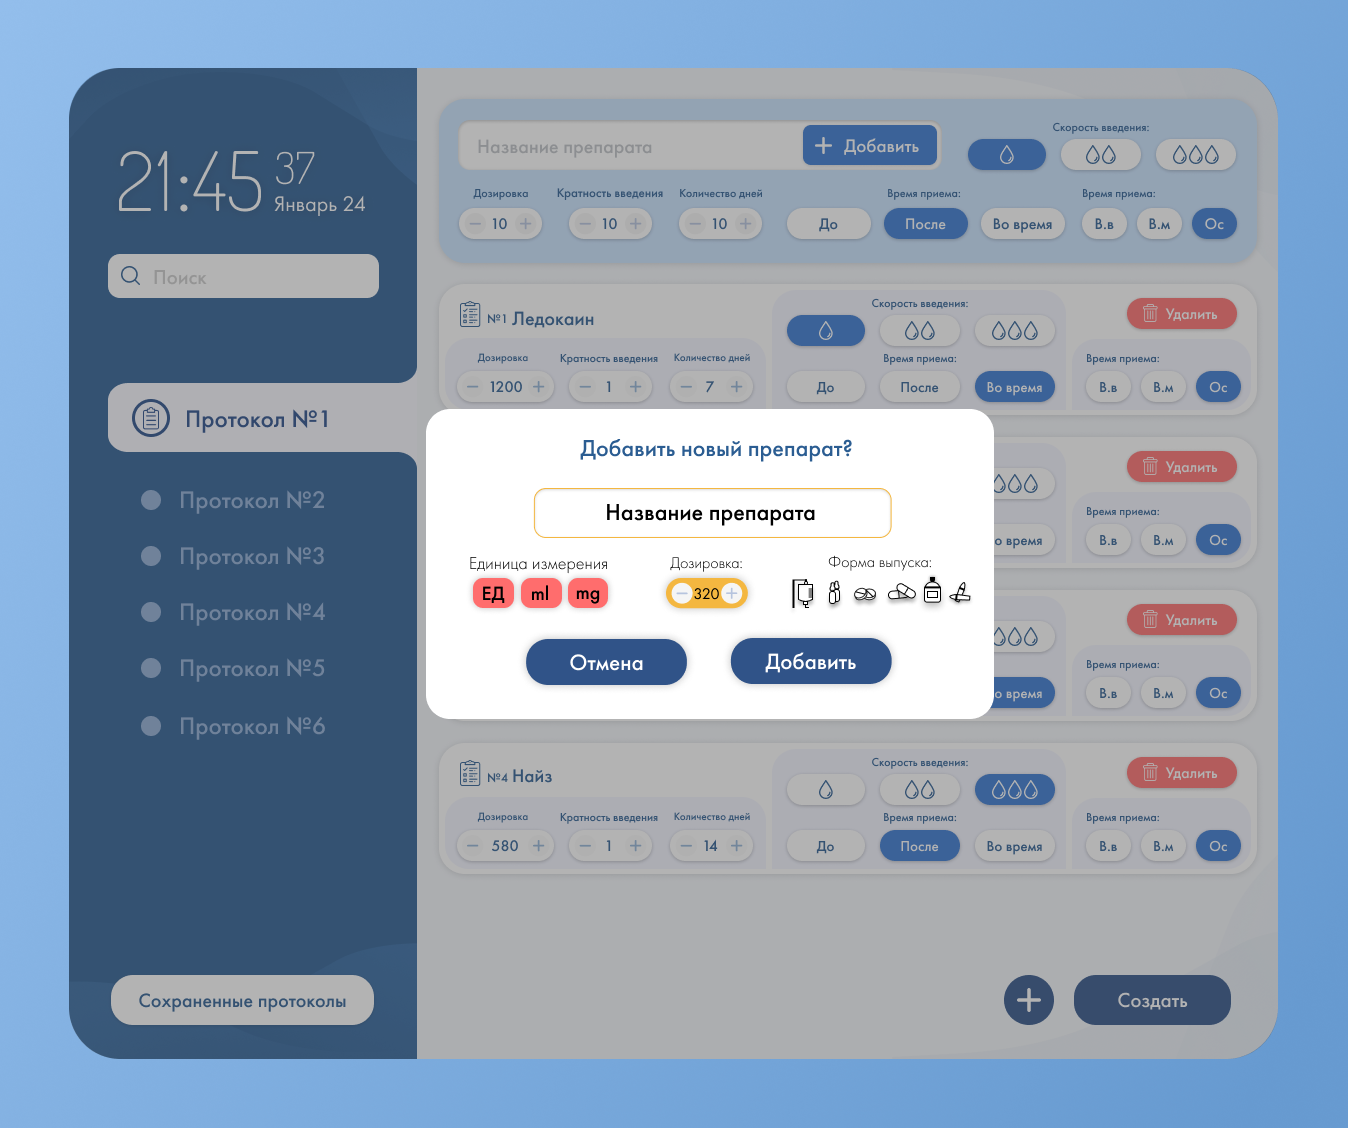 21:45 37
Январь 24
Поиск
Протокол №1
Протокол №2
Протокол №3
Протокол №4
Протокол №5
Протокол №6
Сохраненные протоколы
Название препарата
Добавить
Скорость введения:
Дозировка
Кратность введения
Количество дней
Время приема:
Время приема:
10
10
10
До
После
Во время
В.в
В.м
Ос
№1 Ледокаин
Скорость введения:
Удалить
Дозировка
Кратность введения
Количество дней
Время приема:
Время приема:
1200
1
7
До
После
Во время
В.в
В.м
Ос
Удалить
Время приема:
о время
В.в
В.м
Ос
Удалить
Время приема:
о время
В.в
В.м
Ос
Добавить новый препарат?
Название препарата
Единица измерения
Дозировка:
Форма выпуска:
ЕД
ml
mg
320
Отмена
Добавить
№4 Найз
Скорость введения:
Удалить
Дозировка
Кратность введения
Количество дней
Время приема:
Время приема:
580
1
14
До
После
Во время
В.в
В.м
Ос
Создать